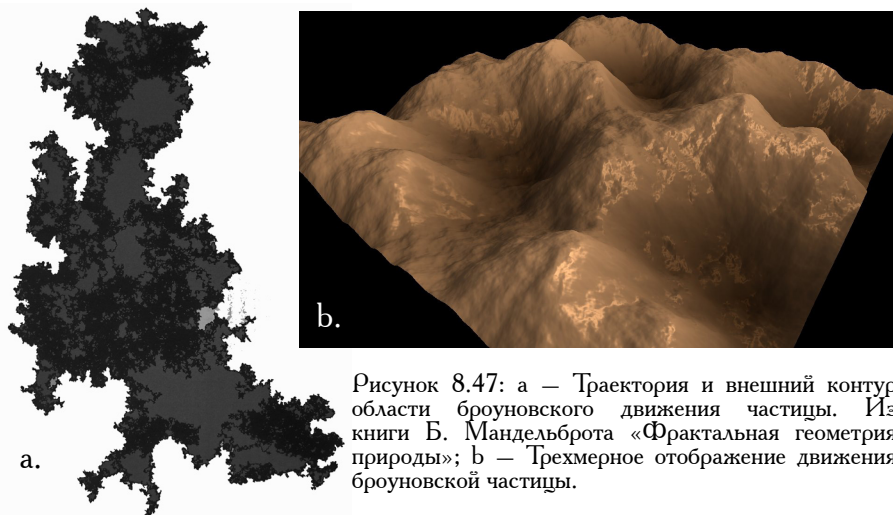 b.
a.
Рисунок 8.47: a — Траектория и внешний контур
области броуновского движения частицы. Из
книги Б. Мандельброта «Фрактальная геометрия
природы»; b — Трехмерное отображение движения
броуновской частицы.